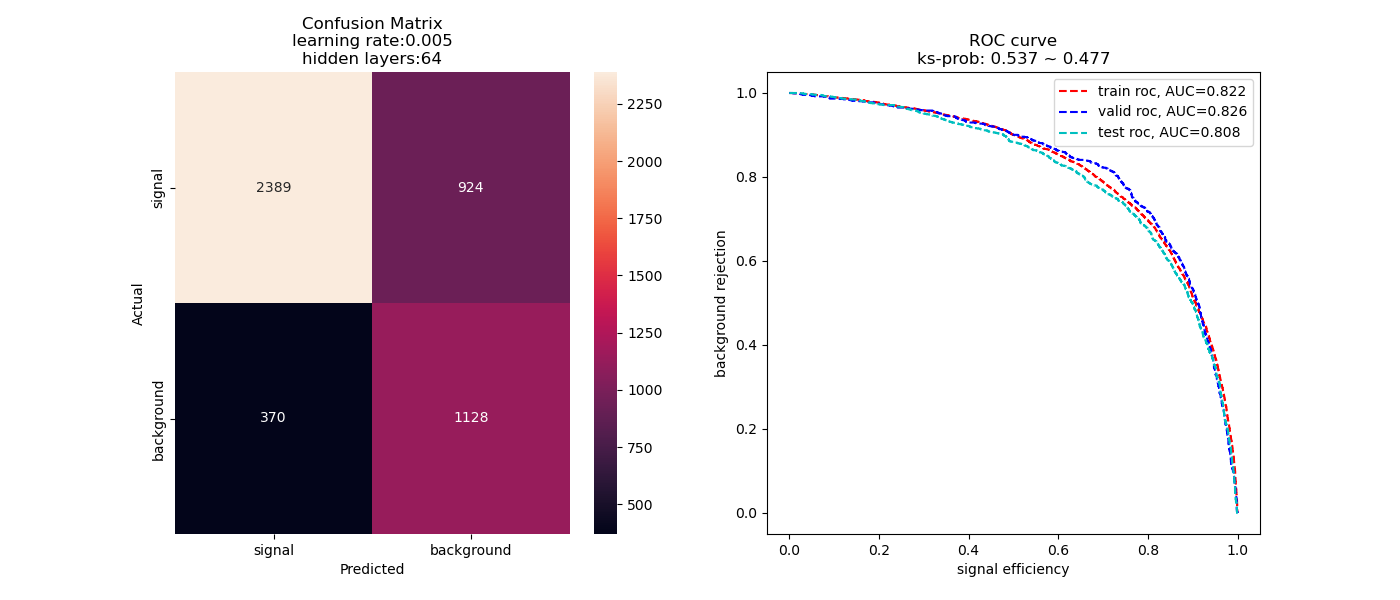 Confusion Matrix
learning rate:0.005
hidden layers:64
signal
background
Actual
2389
924
370
1128
signal
background
Predicted
2250
2000
1750
1500
1250
1000
750
500
ROC curve
ks-prob: 0.537 ~ 0.477
train roc, AUC=0.822
valid roc, AUC=0.826
test roc, AUC=0.808
background rejection
1.0
0.8
0.6
0.4
0.2
0.0
0.0
0.2
0.4
0.6
0.8
1.0
signal efficiency